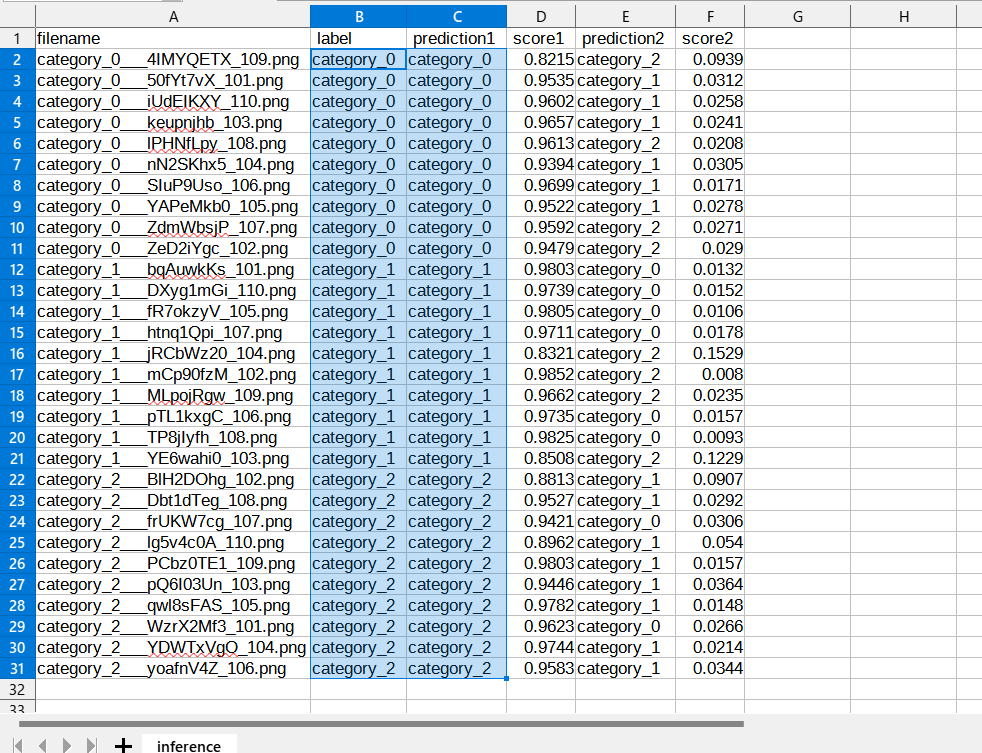 A B C D E F G H
1 filename label prediction1 score1 prediction2 score2
2 category_0___4IMYQETX_109.png category_0 category_0 0.8215 category_2 0.0939
3 category_0___50fYt7vX_101.png category_0 category_0 0.9535 category_1 0.0312
4 category_0___iUdEIKXY_110.png category_0 category_0 0.9602 category_1 0.0258
5 category_0___keupnjhb_103.png category_0 category_0 0.9657 category_1 0.0241
6 category_0___lPHNfLpy_108.png category_0 category_0 0.9613 category_2 0.0208
7 category_0___nN2SKhx5_104.png category_0 category_0 0.9394 category_1 0.0305
8 category_0___SIuP9Uso_106.png category_0 category_0 0.9699 category_1 0.0171
9 category_0___YAPeMkb0_105.png category_0 category_0 0.9522 category_1 0.0278
10 category_0___ZdmWbsjP_107.png category_0 category_0 0.9592 category_2 0.0271
11 category_0___ZeD2iYgc_102.png category_0 category_0 0.9479 category_2 0.029
12 category_1___bqAuwkKs_101.png category_1 category_1 0.9803 category_0 0.0132
13 category_1___DXyg1mGi_110.png category_1 category_1 0.9739 category_0 0.0152
14 category_1___fR7okzyV_105.png category_1 category_1 0.9805 category_0 0.0106
15 category_1___htnq1Qpi_107.png category_1 category_1 0.9711 category_0 0.0178
16 category_1___jRCbWz20_104.png category_1 category_1 0.8321 category_2 0.1529
17 category_1___mCp90fzM_102.png category_1 category_1 0.9852 category_2 0.008
18 category_1___MLpojRgw_109.png category_1 category_1 0.9662 category_2 0.0235
19 category_1___pTL1kxgC_106.png category_1 category_1 0.9735 category_0 0.0157
20 category_1___TP8jIyfh_108.png category_1 category_1 0.9825 category_0 0.0093
21 category_1___YE6wahi0_103.png category_1 category_1 0.8508 category_2 0.1229
22 category_2___BlH2DOhg_102.png category_2 category_2 0.8813 category_1 0.0907
23 category_2___Dbt1dTeg_108.png category_2 category_2 0.9527 category_1 0.0292
24 category_2___frUKW7cg_107.png category_2 category_2 0.9421 category_0 0.0306
25 category_2___lg5v4c0A_110.png category_2 category_2 0.8962 category_1 0.054
26 category_2___PCbz0TE1_109.png category_2 category_2 0.9803 category_1 0.0157
27 category_2___pQ6I03Un_103.png category_2 category_2 0.9446 category_1 0.0364
28 category_2___qwl8sFAS_105.png category_2 category_2 0.9782 category_1 0.0148
29 category_2___WzrX2Mf3_101.png category_2 category_2 0.9623 category_0 0.0266
30 category_2___YDWTxVgQ_104.png category_2 category_2 0.9744 category_1 0.0214
31 category_2___yoafnV4Z_106.png category_2 category_2 0.9583 category_1 0.0344
32
33
inference